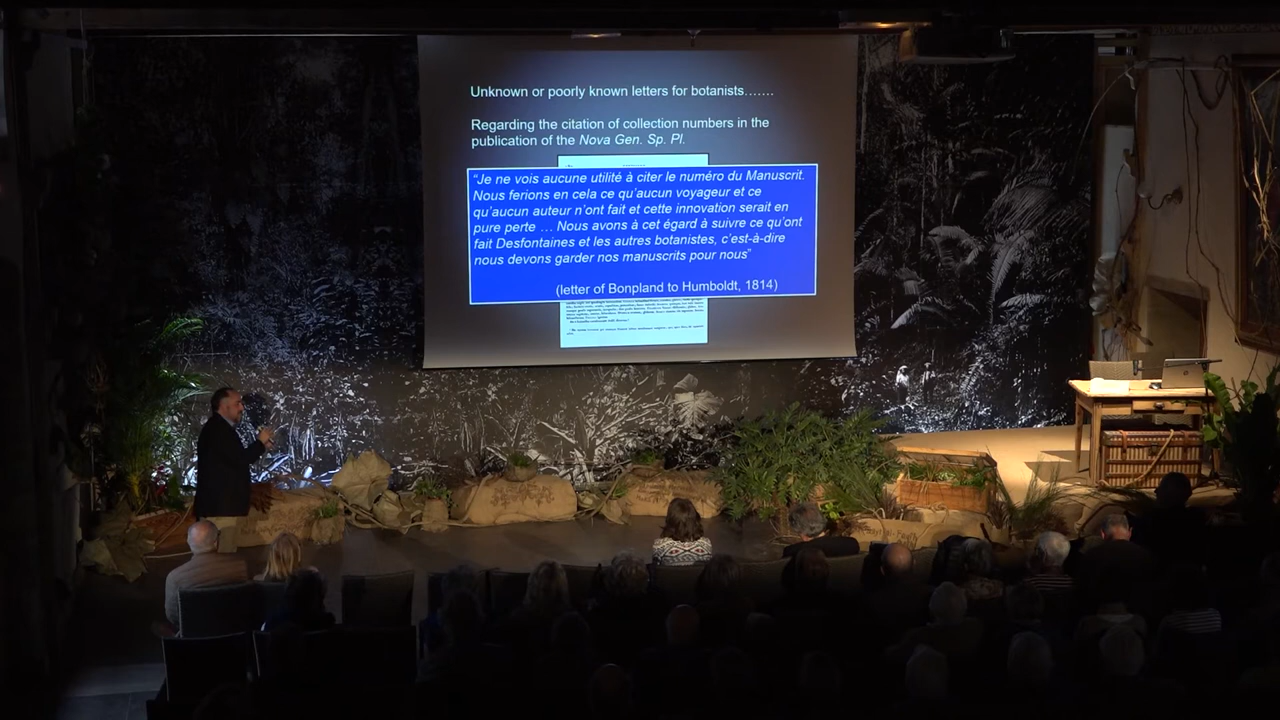 Unknown or poorly known letters for botanists…….
Regarding the citation of collection numbers in the
publication of the Nova Gen. Sp. Pl.
“Je ne vois aucune utilité à citer le numéro du Manuscrit.
Nous ferions en cela ce qu’aucun voyageur et ce
qu’aucun auteur n’ont fait et cette innovation serait en
pure perte … Nous avons à cet égard à suivre ce qu’ont
fait Desfontaines et les autres botanistes, c’est-à-dire
nous devons garder nos manuscrits pour nous”
(letter of Bonpland to Humboldt, 1814)